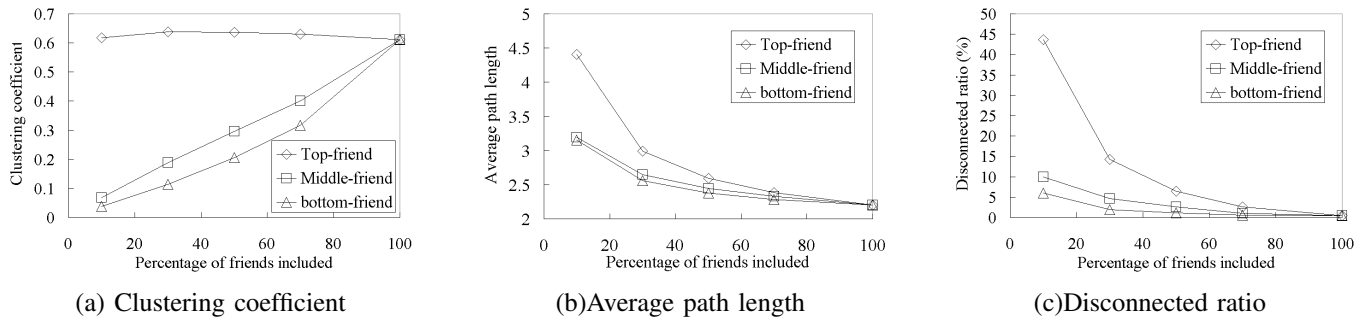 0.7
0.6
0.5
0.4
0.3
0.2
0.1
0
Clustering coefficient
Top-friend
Middle-friend
bottom-friend
0 20 40 60 80 100
Percentage of friends included
(a) Clustering coefficient
5
4.5
4
3.5
3
2.5
2
Average path length
Top-friend
Middle-friend
bottom-friend
0 20 40 60 80 100
Percentage of friends included
(b)Average path length
50
45
40
35
30
25
20
15
10
5
0
Disconnected ratio (%)
Top-friend
Middle-friend
bottom-friend
0 20 40 60 80 100
Percentage of friends included
(c)Disconnected ratio